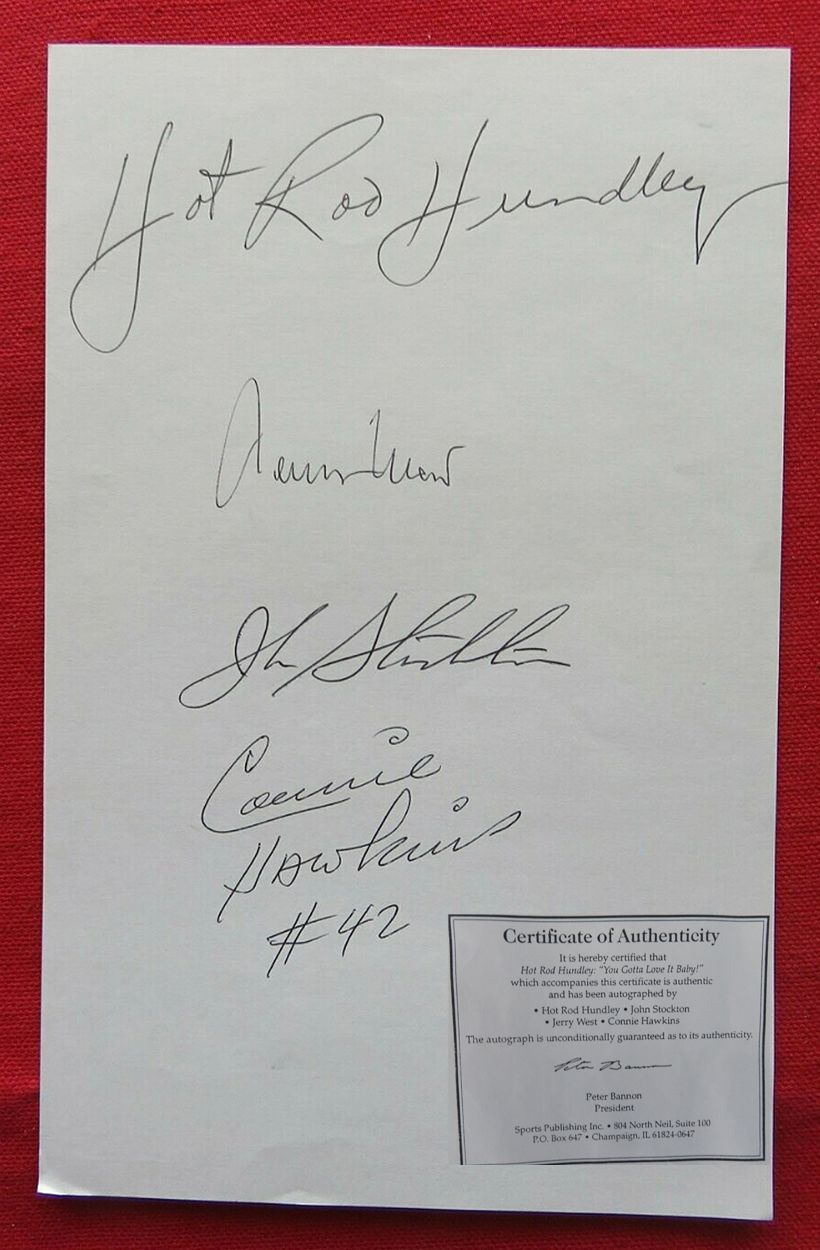 Hot Rod Hundley
Jerry West
John Stockton
Connie
Hawkins
#42
Certificate of Authenticity
It is hereby certified that
Hot Rod Hundley: "You Gotta Love It Baby!"
which accompanies this certificate is authentic
and has been autographed by
• Hot Rod Hundley • John Stockton
• Jerry West • Connie Hawkins
The autograph is unconditionally guaranteed as to its authenticity.
Peter Bannon
Peter Bannon
President
Sports Publishing Inc. • 804 North Neil, Suite 100
P.O. Box 647 • Champaign, IL 61824-0647